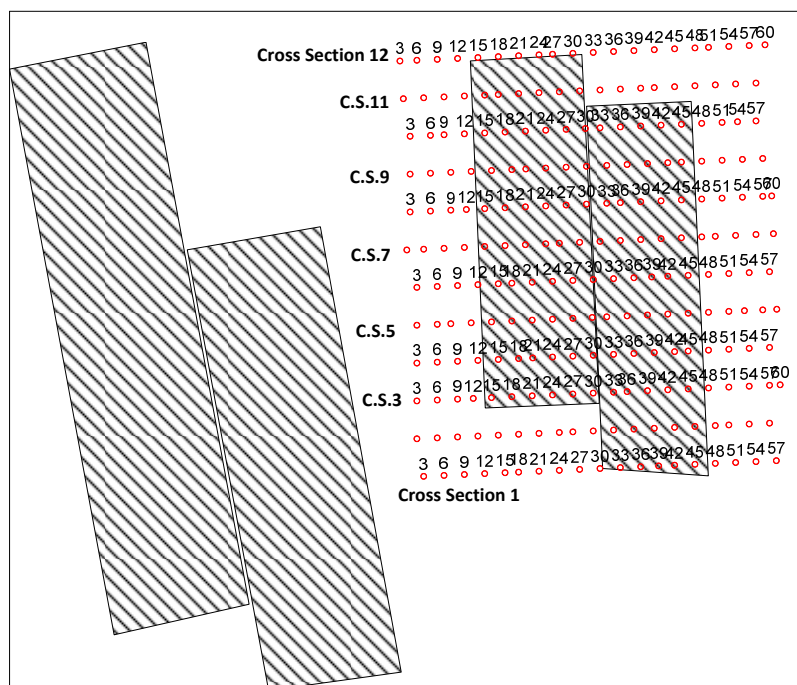 Cross Section 12 3 6 9 12 15 18 21 24 27 30 33 36 39 42 45 48 51 54 57 60
C.S.11
3 6 9 12 15 18 21 24 27 30 33 36 39 42 45 48 51 54 57
C.S.9
3 6 9 12 15 18 21 24 27 30 33 36 39 42 45 48 51 54 57 60
C.S.7
3 6 9 12 15 18 21 24 27 30 33 36 39 42 45 48 51 54 57
C.S.5
3 6 9 12 15 18 21 24 27 30 33 36 39 42 45 48 51 54 57
C.S.3 3 6 9 12 15 18 21 24 27 30 33 36 39 42 45 48 51 54 57 60
3 6 9 12 15 18 21 24 27 30 33 36 39 42 45 48 51 54 57
Cross Section 1